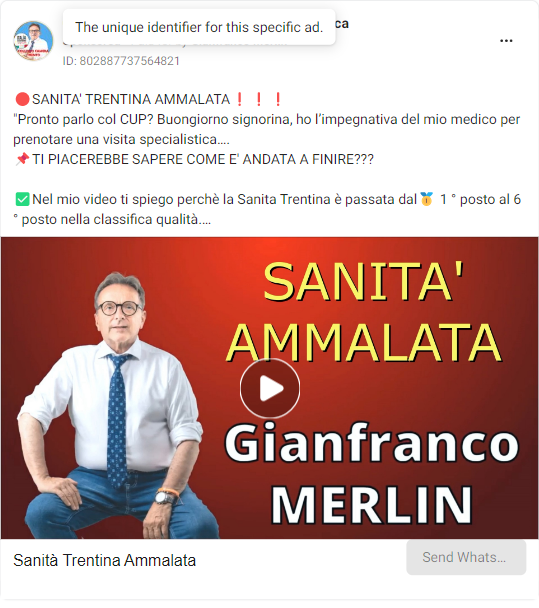 The unique identifier for this specific ad.
ca
ID: 802887737564821
🔴SANITA' TRENTINA AMMALATA❗ ❗ ❗
"Pronto parlo col CUP? Buongiorno signorina, ho l'impegnativa del mio medico per
prenotare una visita specialistica....
📌TI PIACEREBBE SAPERE COME E' ANDATA A FINIRE???
✅Nel mio video ti spiego perchè la Sanita Trentina è passata dal🥇 1 ° posto al 6
° posto nella classifica qualità....
SANITA'
AMMALATA
Gianfranco
MERLIN
Sanità Trentina Ammalata
Send Whats...